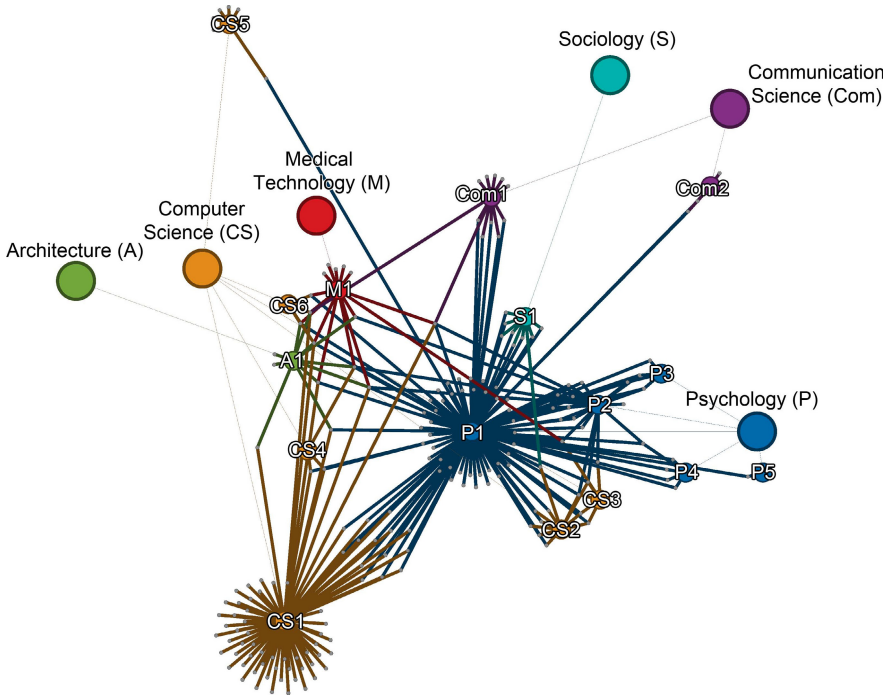 CS5
Sociology (S)
Communication
Science (Com)
Medical
Technology (M)
Com1
Com2
Computer
Science (CS)
Architecture (A)
M1
CS6
S1
A1
P3
Psychology (P)
P2
P1
CS4
P4
P5
CS3
CS2
CS1